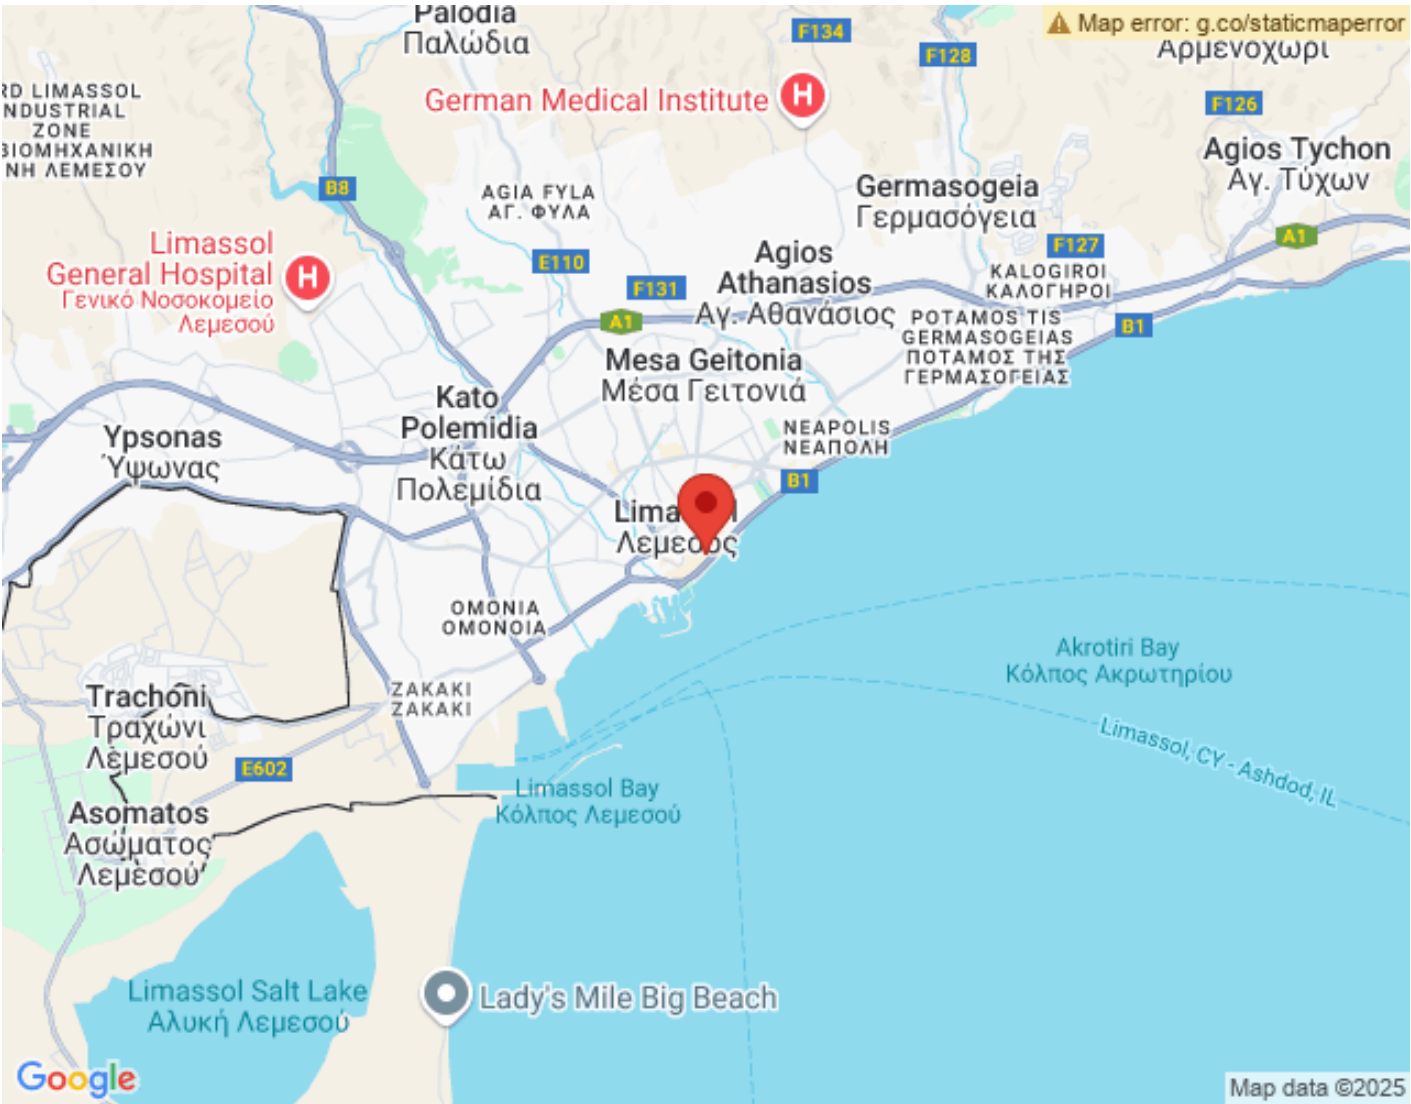 Palodia
Παλώδια
F134
F128
Map error: g.co/staticmaperror
Αρμενοχώρι
RD LIMASSOL
NDUSTRIAL
ZONE
ΒΙΟΜΗΧΑΝΙΚΗ
ΝΗ ΛΕΜΕΣΟΥ
German Medical Institute
H
F126
Agios Tychon
Αγ. Τύχων
B8
AGIA FYLA
ΑΓ. ΦΥΛΑ
Germasogeia
Γερμασόγεια
A1
Limassol
General Hospital
Γενικό Νοσοκομείο
Λεμεσού
H
E110
F131
Agios
Athanasios
Αγ. Αθανάσιος
F127
KALOGIROI
ΚΑΛΟΓΗΡΟΙ
A1
POTAMOS TIS
GERMASOGEIAS
ΠΟΤΑΜΟΣ ΤΗΣ
ΓΕΡΜΑΣΟΓΕΙΑΣ
B1
Mesa Geitonia
Μέσα Γειτονιά
Kato
Polemidia
Κάτω
Πολεμίδια
Ypsonas
Ύψωνας
NEAPOLIS
ΝΕΑΠΟΛΗ
B1
Λεμεσός
OMONIA
ΟΜΟΝΟΙΑ
Akrotiri Bay
Κόλπος Ακρωτηρίου
ZAKAKI
ΖΑΚΑΚΙ
Trachoni
Τραχώνι
Λεμεσού
E602
Limassol, CY - Ashdod, IL
Limassol Bay
Κόλπος Λεμεσού
Asomatos
Ασώματος
Λεμεσού
Limassol Salt Lake
Αλυκή Λεμεσού
Lady's Mile Big Beach
Google
Map data ©2025